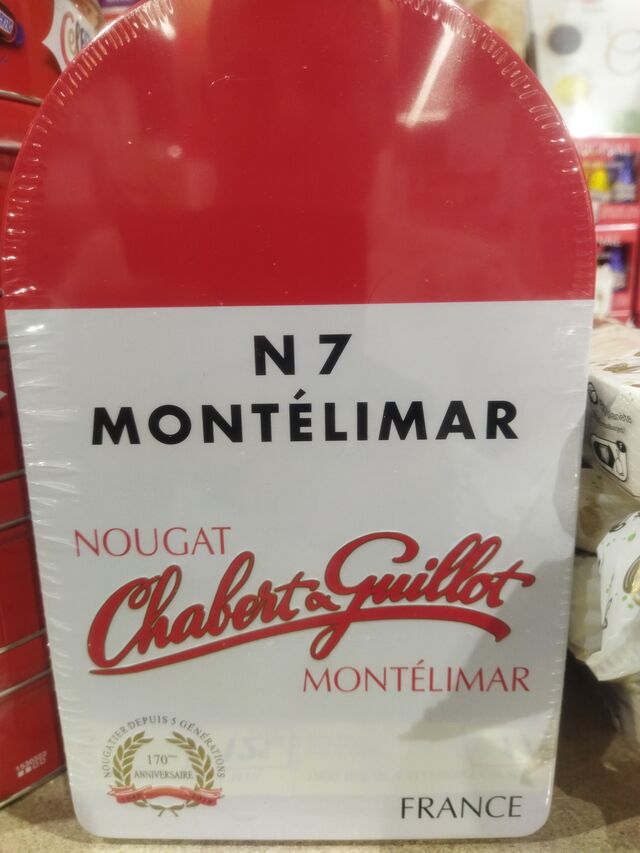 N 7
MONTÉLIMAR
NOUGAT
Chabert & Guillot
MONTÉLIMAR
NOUGATIER DEPUIS 5 GÉNÉRATIONS
170ème
ANNIVERSAIRE
FRANCE